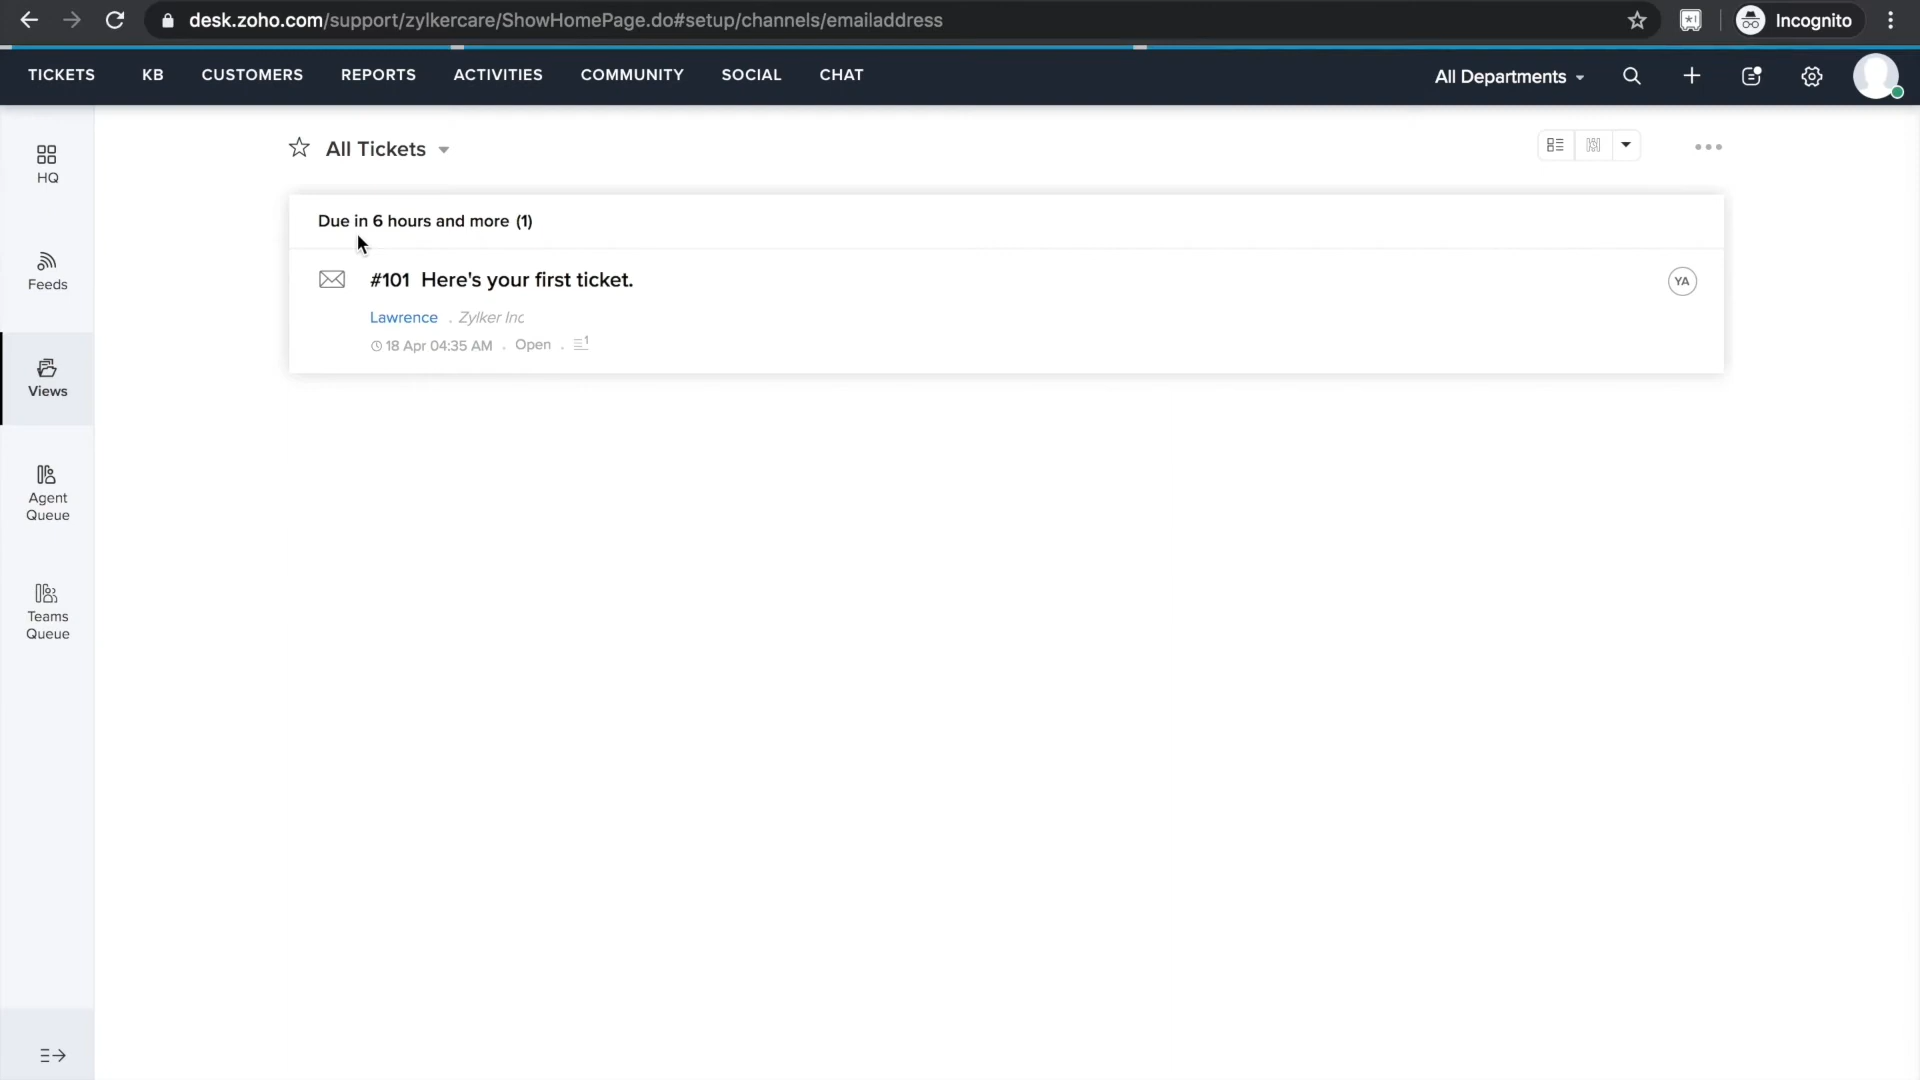 desk.zoho.com/support/zylkercare/ShowHomePage.do#setup/channels/emailaddress
Incognito
TICKETS KB CUSTOMERS REPORTS ACTIVITIES COMMUNITY SOCIAL CHAT All Departments
HQ
Feeds
Views
Agent
Queue
Teams
Queue
All Tickets
Due in 6 hours and more (1)
#101 Here's your first ticket.
YA
Lawrence . Zylker Inc
18 Apr 04:35 AM . Open . 1